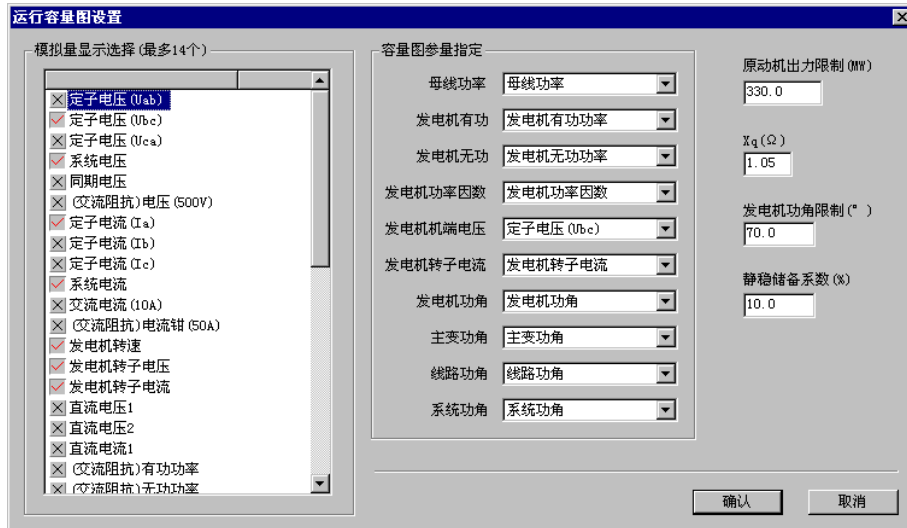 运行容量图设置
模拟量显示选择(最多14个)
定子电压(Uab)
定子电压(Ubc)
定子电压(Uca)
系统电压
同期电压
(交流阻抗)电压(500V)
定子电流(Ia)
定子电流(Ib)
定子电流(Ic)
系统电流
交流电流(10A)
(交流阻抗)电流钳(50A)
发电机转速
发电机转子电压
发电机转子电流
直流电压1
直流电压2
直流电流1
(交流阻抗)有功功率
(交流阻抗)无功功率
容量图参量指定
母线功率 母线功率
发电机有功 发电机有功功率
发电机无功 发电机无功功率
发电机功率因数 发电机功率因数
发电机机端电压 定子电压(Ubc)
发电机转子电流 发电机转子电流
发电机功角 发电机功角
主变功角 主变功角
线路功角 线路功角
系统功角 系统功角
原动机出力限制(MW)
330.0
Xq(Ω)
1.05
发电机功角限制(°)
70.0
静稳储备系数(%)
10.0
确认 取消